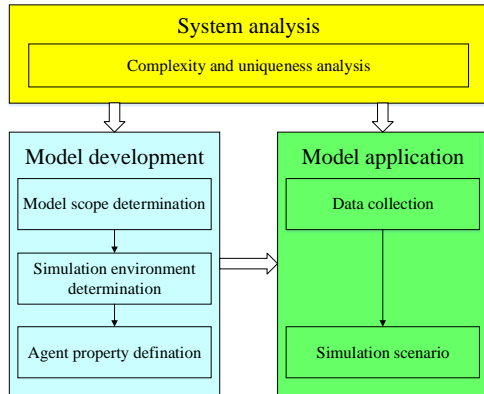 System analysis
Complexity and uniqueness analysis
Model development
Model scope determination
Simulation environment
determination
Agent property defination
Model application
Data collection
Simulation scenario